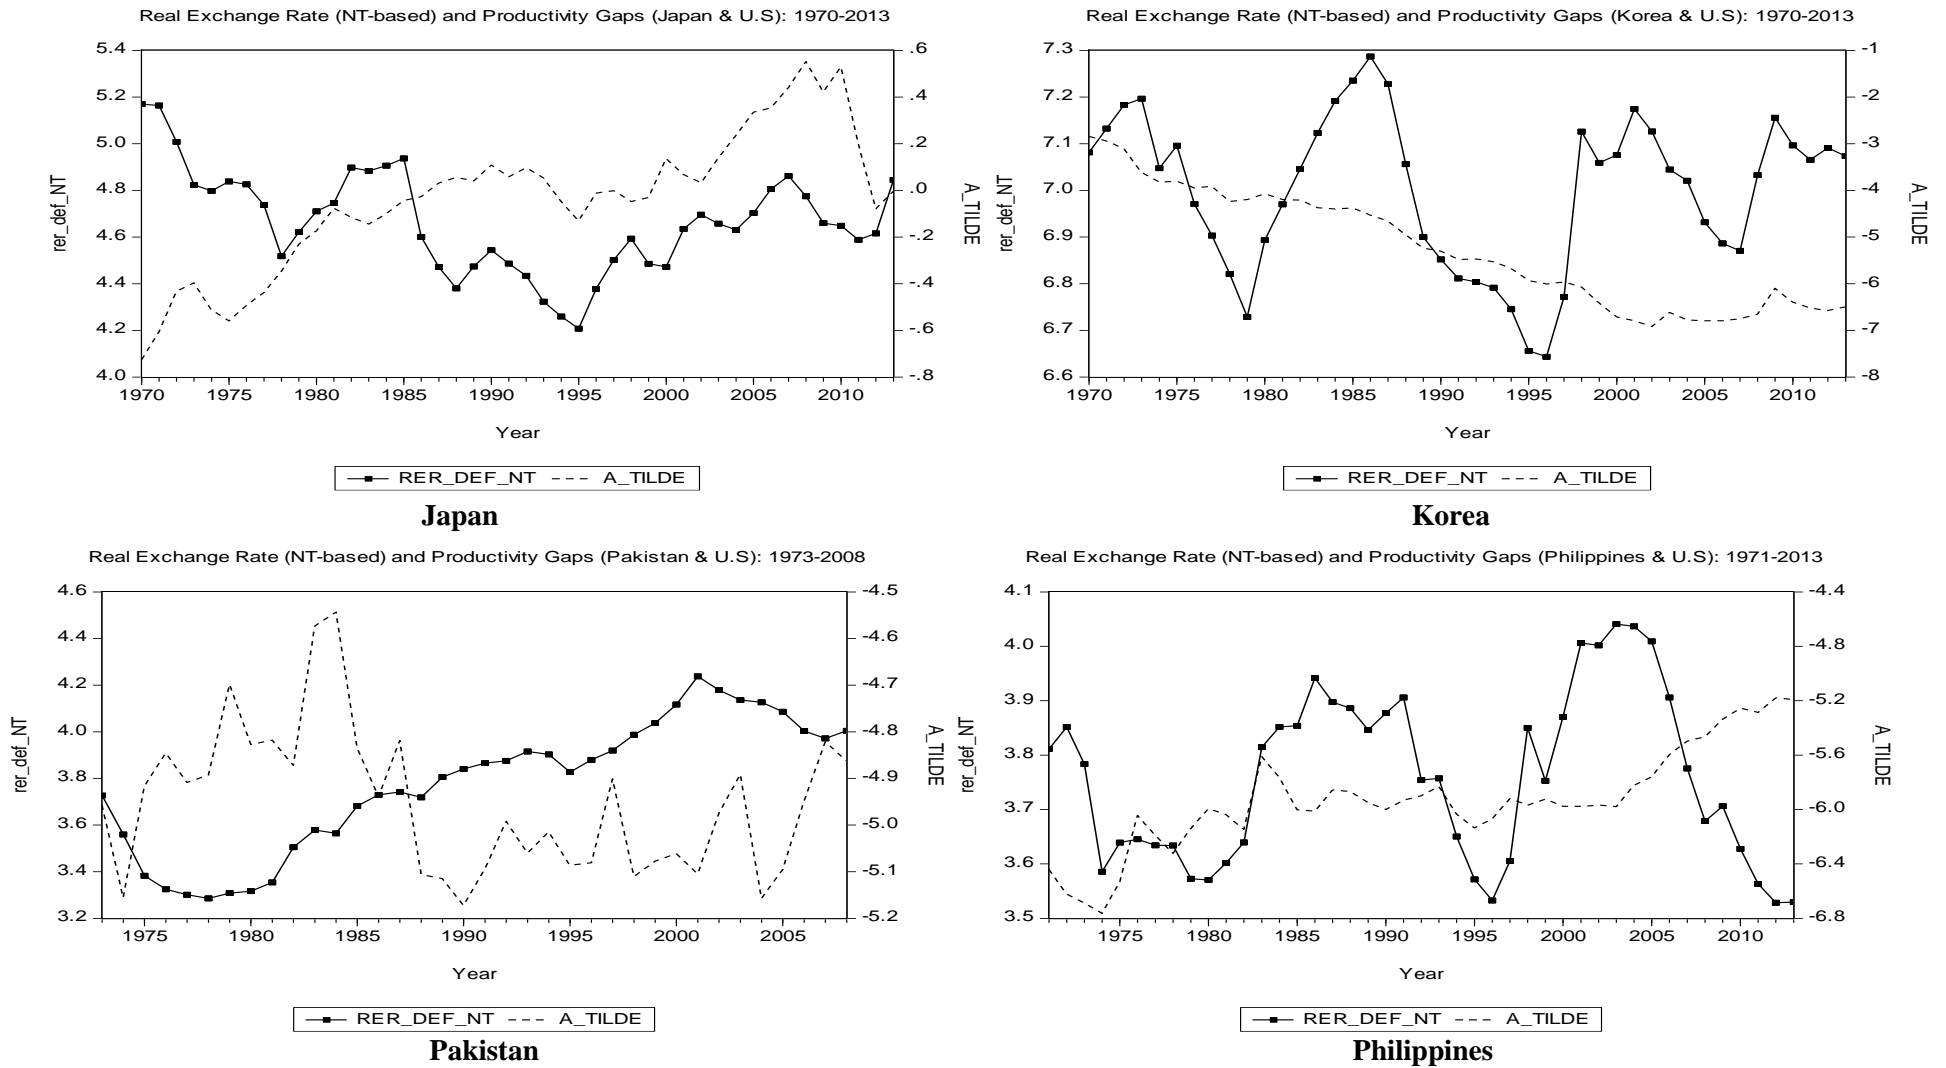 Real Exchange Rate (NT-based) and Productivity Gaps (Japan & U.S): 1970-2013
5.4
5.2
5.0
4.8
4.6
4.4
4.2
4.0
.6
.4
.2
.0
-.2
-.4
-.6
-.8
rer_def_NT
A_TILDE
1970 1975 1980 1985 1990 1995 2000 2005 2010
Year
RER_DEF_NT A_TILDE
Japan
Real Exchange Rate (NT-based) and Productivity Gaps (Korea & U.S): 1970-2013
7.3
7.2
7.1
7.0
6.9
6.8
6.7
6.6
-1
-2
-3
-4
-5
-6
-7
-8
rer_def_NT
A_TILDE
1970 1975 1980 1985 1990 1995 2000 2005 2010
Year
RER_DEF_NT A_TILDE
Korea
Real Exchange Rate (NT-based) and Productivity Gaps (Pakistan & U.S): 1973-2008
4.6
4.4
4.2
4.0
3.8
3.6
3.4
3.2
-4.5
-4.6
-4.7
-4.8
-4.9
-5.0
-5.1
-5.2
rer_def_NT
A_TILDE
1975 1980 1985 1990 1995 2000 2005
Year
RER_DEF_NT A_TILDE
Pakistan
Real Exchange Rate (NT-based) and Productivity Gaps (Philippines & U.S): 1971-2013
4.1
4.0
3.9
3.8
3.7
3.6
3.5
-4.4
-4.8
-5.2
-5.6
-6.0
-6.4
-6.8
rer_def_NT
A_TILDE
1975 1980 1985 1990 1995 2000 2005 2010
Year
RER_DEF_NT A_TILDE
Philippines